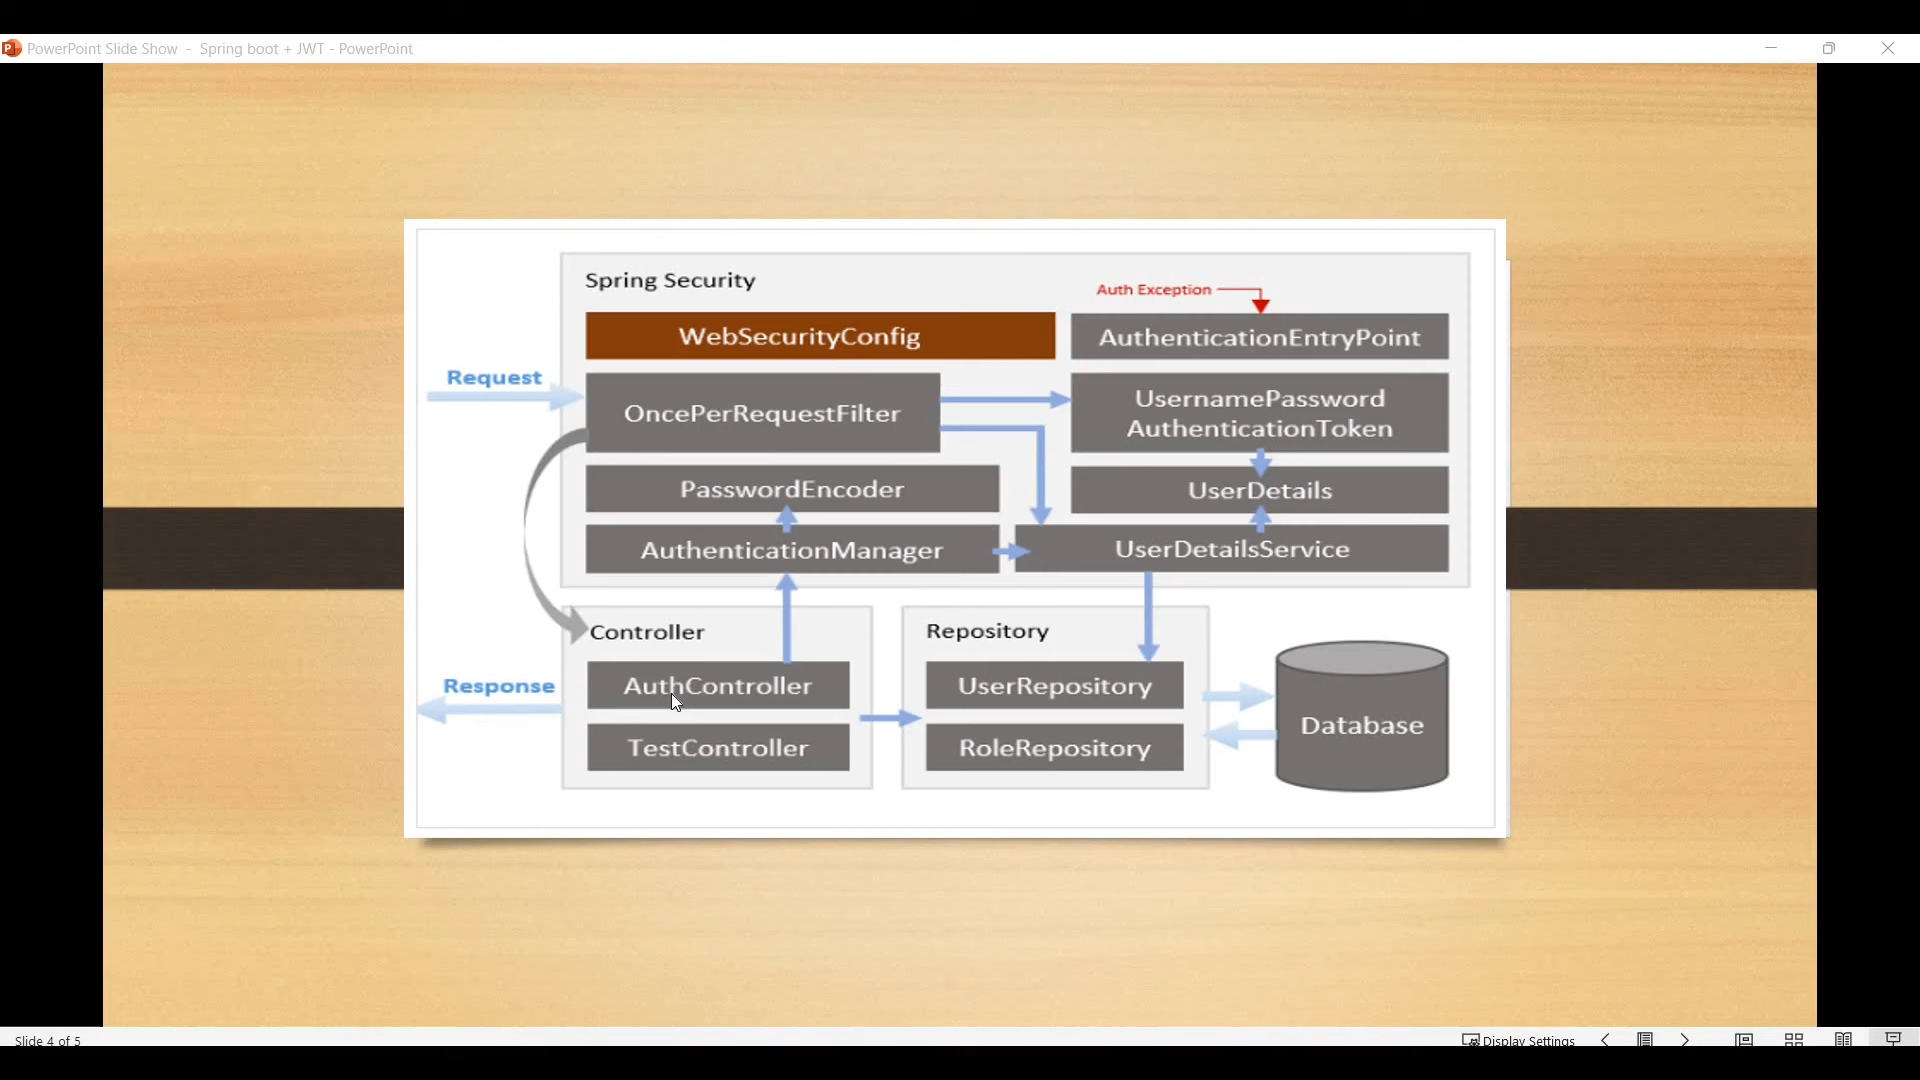 PowerPoint Slide Show - Spring boot + JWT - PowerPoint
Spring Security
Auth Exception
WebSecurityConfig
AuthenticationEntryPoint
Request
OncePerRequestFilter
UsernamePassword
AuthenticationToken
PasswordEncoder
UserDetails
AuthenticationManager
UserDetailsService
Controller
Repository
Response
AuthController
UserRepository
Database
TestController
RoleRepository
Slide 4 of 5
Display Settings